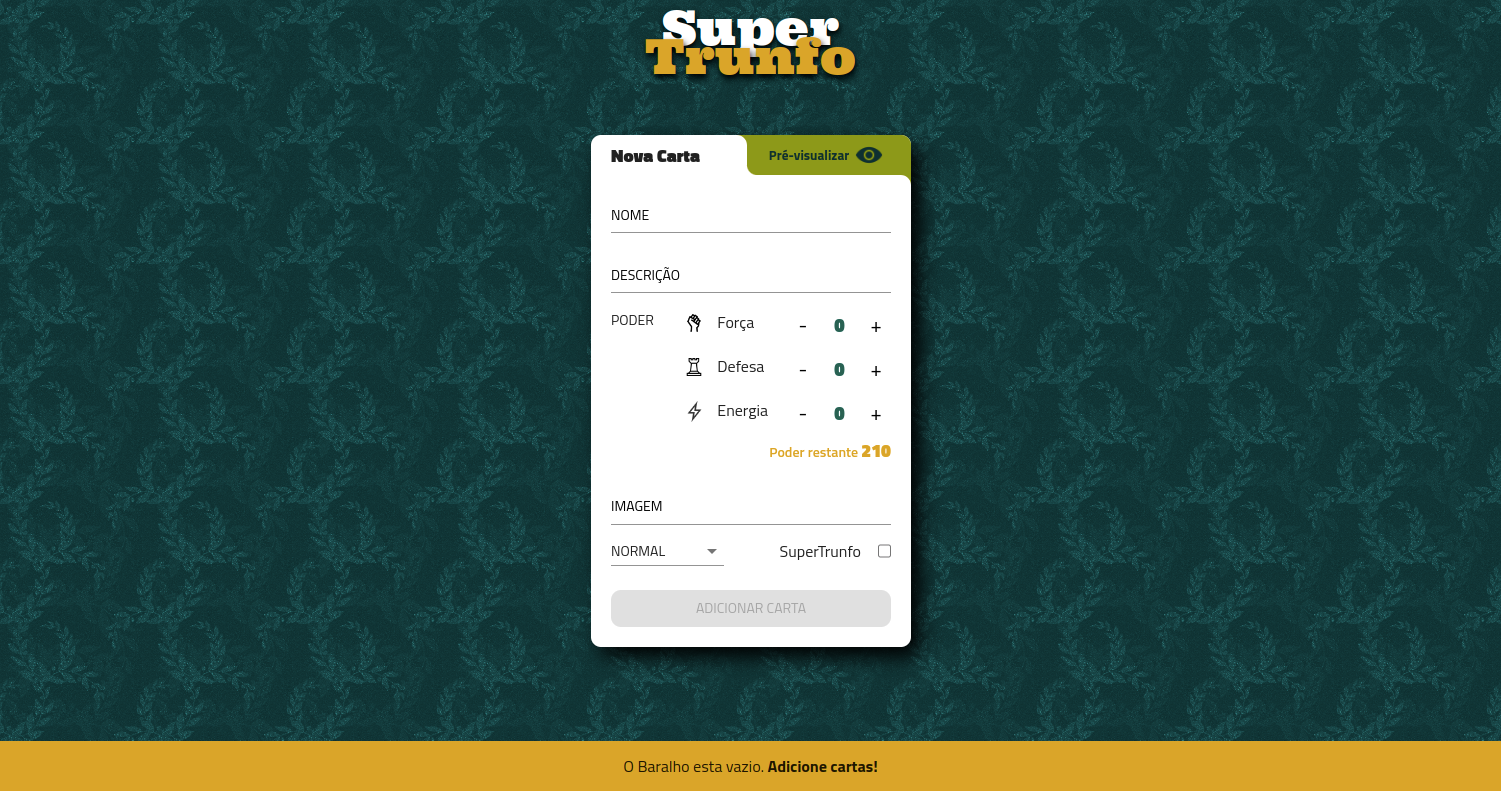 Super
Trunfo
Nova Carta
Pré-visualizar
NOME
DESCRIÇÃO
PODER
Força - 0 +
Defesa - 0 +
Energia - 0 +
Poder restante 210
IMAGEM
NORMAL
SuperTrunfo
ADICIONAR CARTA
O Baralho esta vazio. Adicione cartas!